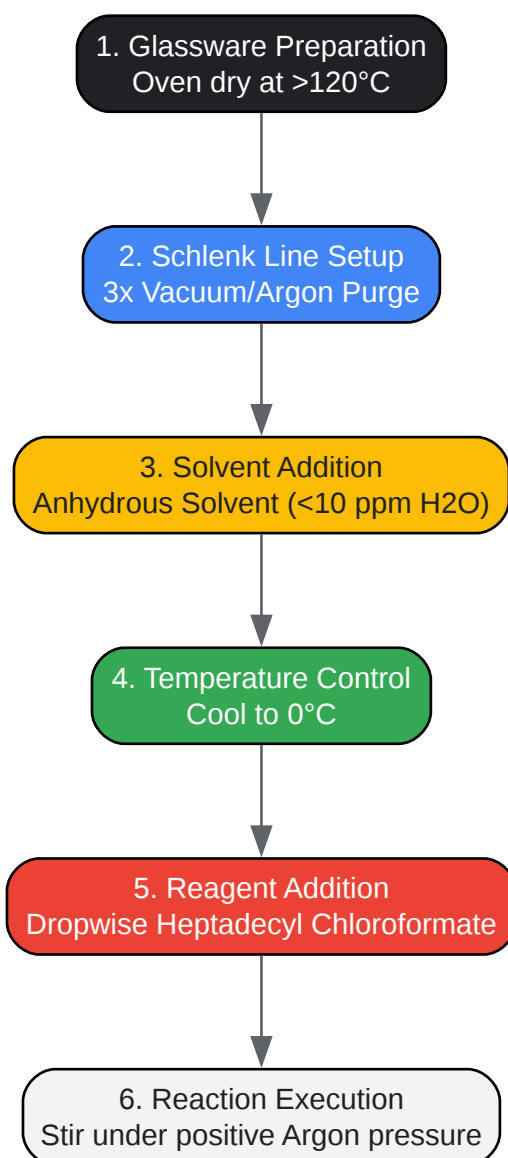 1. Glassware Preparation
Oven dry at >120°C
2. Schlenk Line Setup
3x Vacuum/Argon Purge
3. Solvent Addition
Anhydrous Solvent (<10 ppm H2O)
4. Temperature Control
Cool to 0°C
5. Reagent Addition
Dropwise Heptadecyl Chloroformate
6. Reaction Execution
Stir under positive Argon pressure